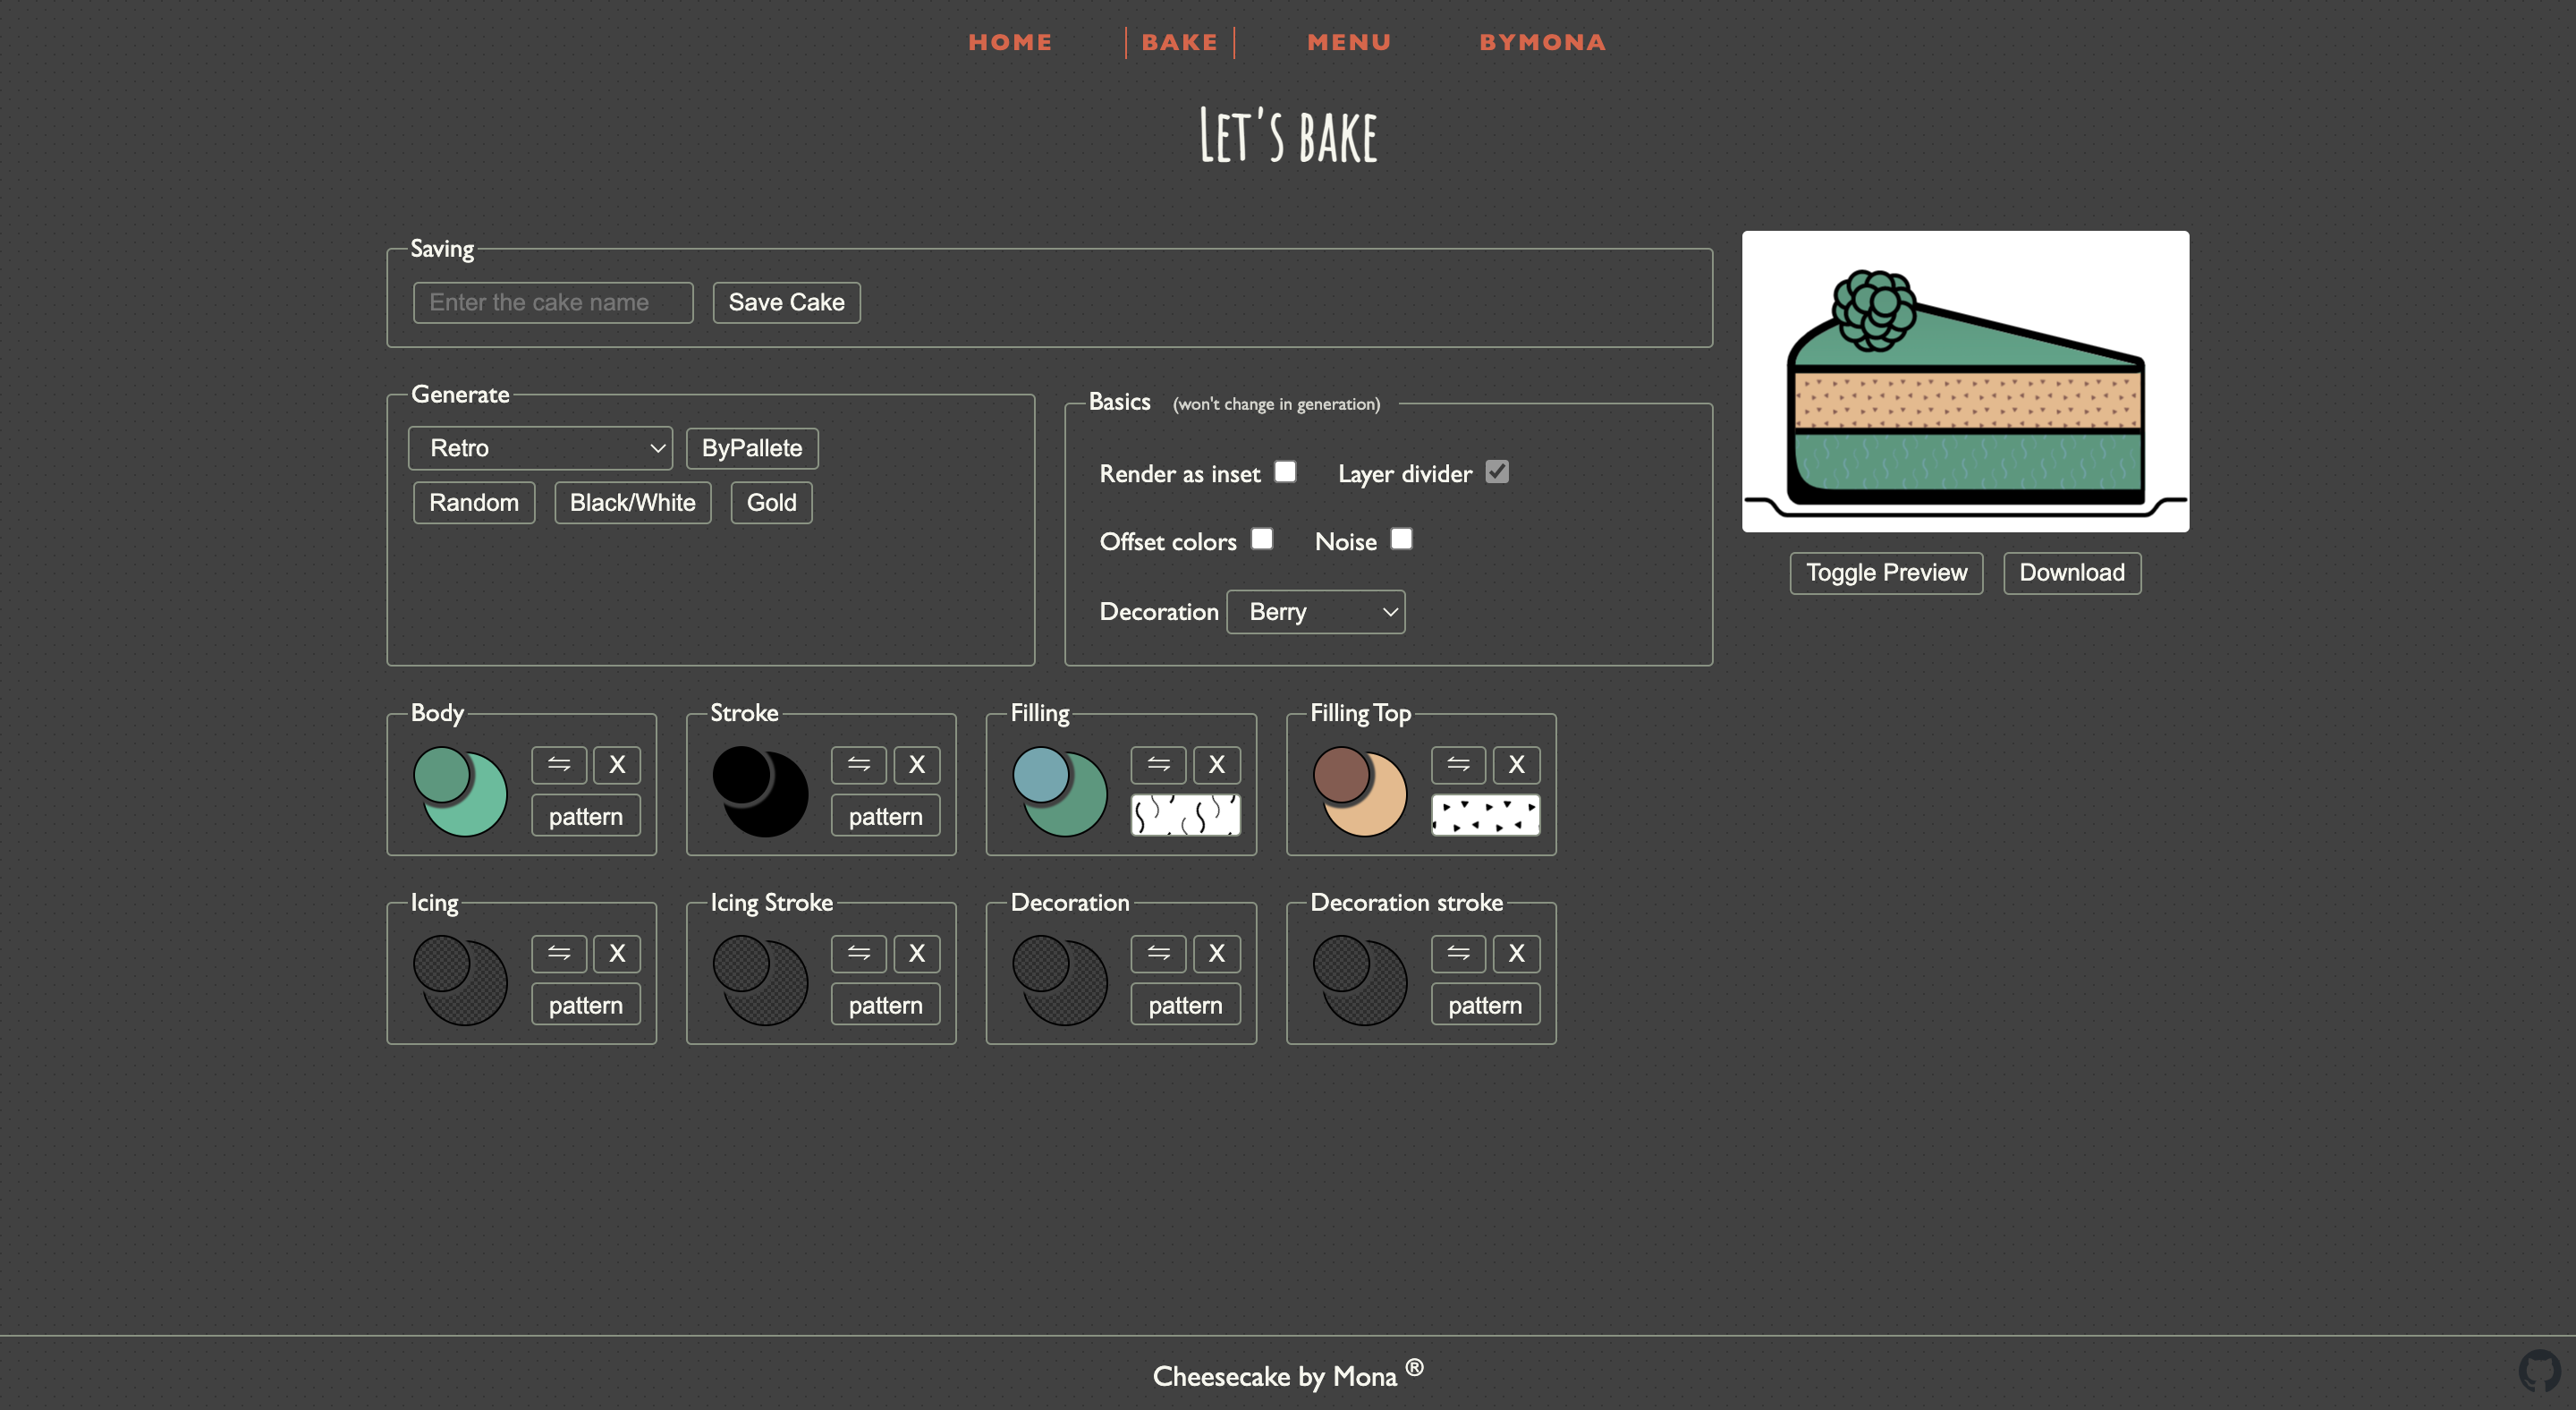 HOME BAKE MENU BYMONA
Let's bake
Saving
Enter the cake name Save Cake
Generate
Retro ByPallete
Random Black/White Gold
Basics (won't change in generation)
Render as inset Layer divider
Offset colors Noise
Decoration Berry
Toggle Preview Download
Body Stroke Filling Filling Top
⇋ X ⇋ X ⇋ X ⇋ X
pattern pattern
Icing Icing Stroke Decoration Decoration stroke
⇋ X ⇋ X ⇋ X ⇋ X
pattern pattern pattern pattern
Cheesecake by Mona ®